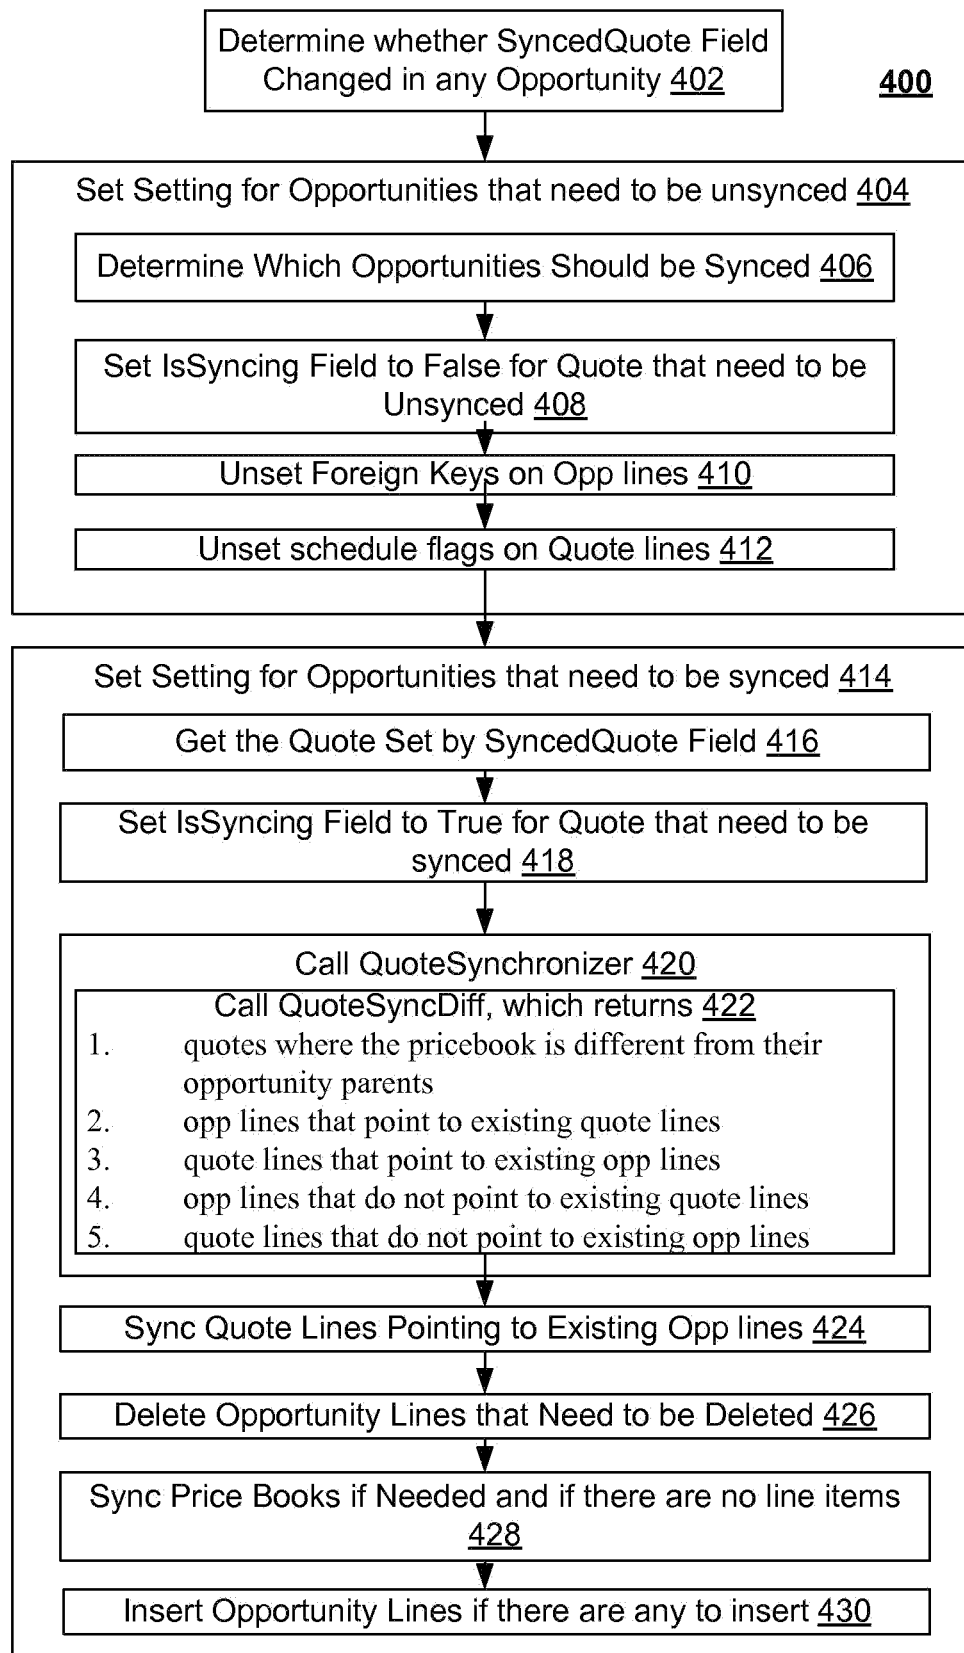 Determine whether SyncedQuote Field
Changed in any Opportunity 402
400
Set Setting for Opportunities that need to be unsynced 404
Determine Which Opportunities Should be Synced 406
Set IsSyncing Field to False for Quote that need to be
Unsynced 408
Unset Foreign Keys on Opp lines 410
Unset schedule flags on Quote lines 412
Set Setting for Opportunities that need to be synced 414
Get the Quote Set by SyncedQuote Field 416
Set IsSyncing Field to True for Quote that need to be
synced 418
Call QuoteSynchronizer 420
Call QuoteSyncDiff, which returns 422
1. quotes where the pricebook is different from their
opportunity parents
2. opp lines that point to existing quote lines
3. quote lines that point to existing opp lines
4. opp lines that do not point to existing quote lines
5. quote lines that do not point to existing opp lines
Sync Quote Lines Pointing to Existing Opp lines 424
Delete Opportunity Lines that Need to be Deleted 426
Sync Price Books if Needed and if there are no line items
428
Insert Opportunity Lines if there are any to insert 430